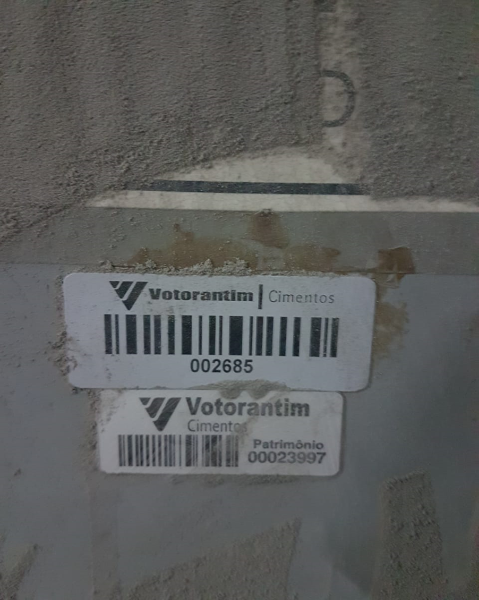 Votorantim | Cimentos
002685
Votorantim
Cimentos
Patrimônio
00023997